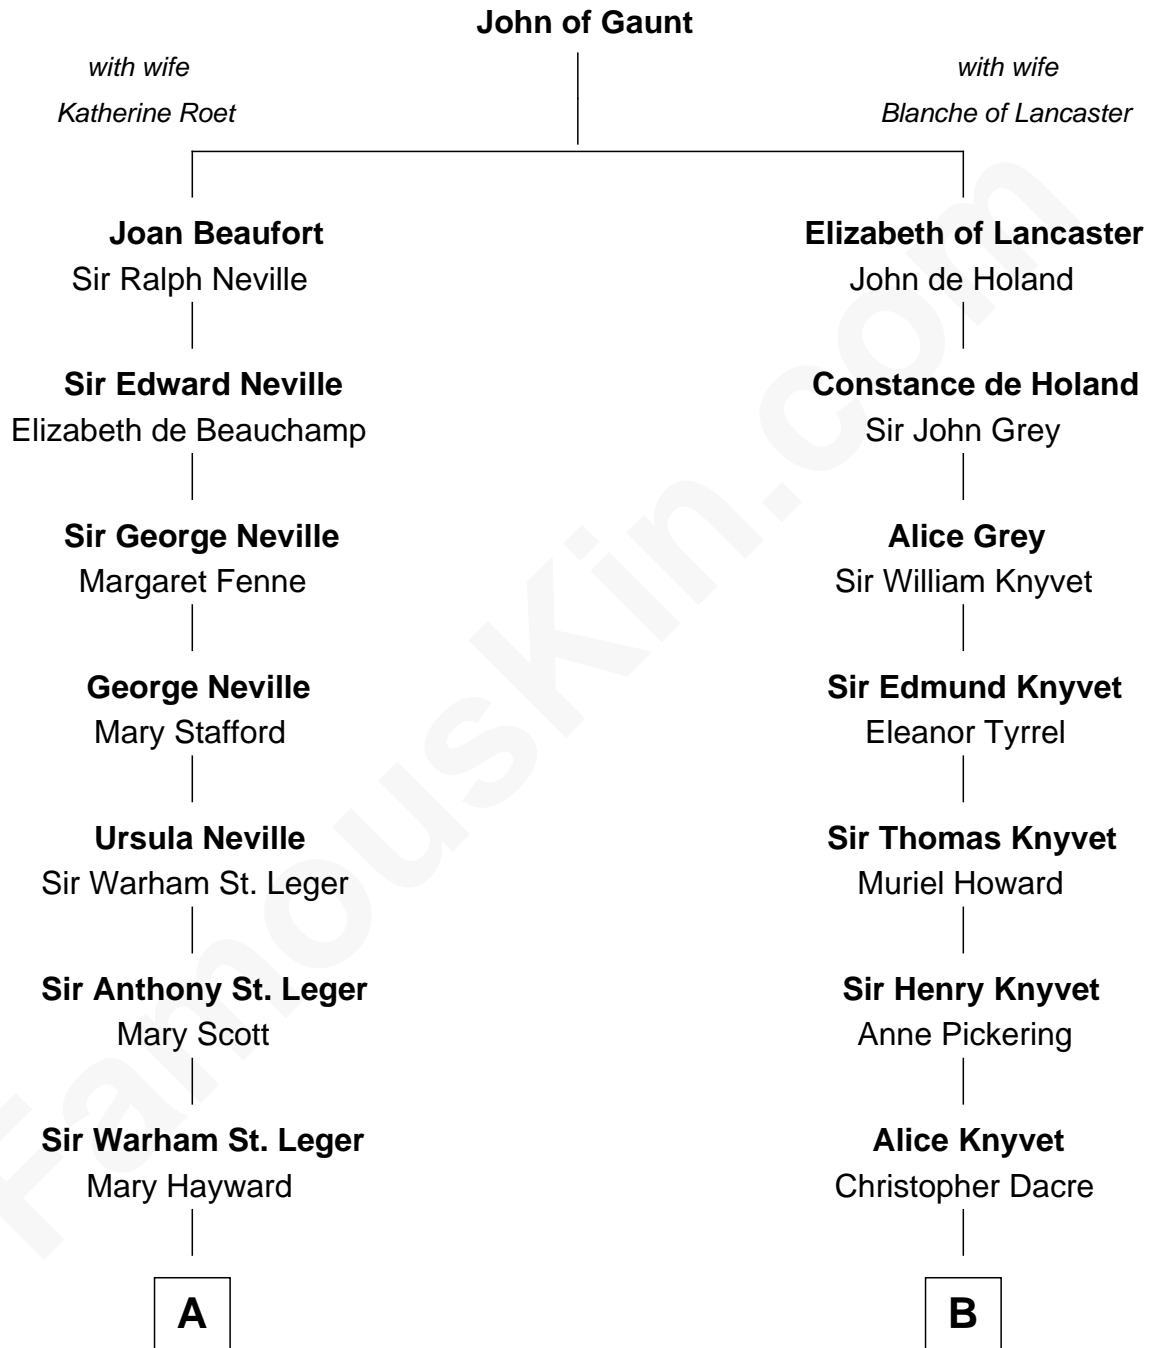 John of Gaunt
with wife
Katherine Roet
with wife
Blanche of Lancaster
Joan Beaufort
Sir Ralph Neville
Elizabeth of Lancaster
John de Holand
Sir Edward Neville
Elizabeth de Beauchamp
Constance de Holand
Sir John Grey
Sir George Neville
Margaret Fenne
Alice Grey
Sir William Knyvet
George Neville
Mary Stafford
Sir Edmund Knyvet
Eleanor Tyrrel
Ursula Neville
Sir Warham St. Leger
Sir Thomas Knyvet
Muriel Howard
Sir Anthony St. Leger
Mary Scott
Sir Henry Knyvet
Anne Pickering
Sir Warham St. Leger
Mary Hayward
Alice Knyvet
Christopher Dacre
A
B
FamousKin.com